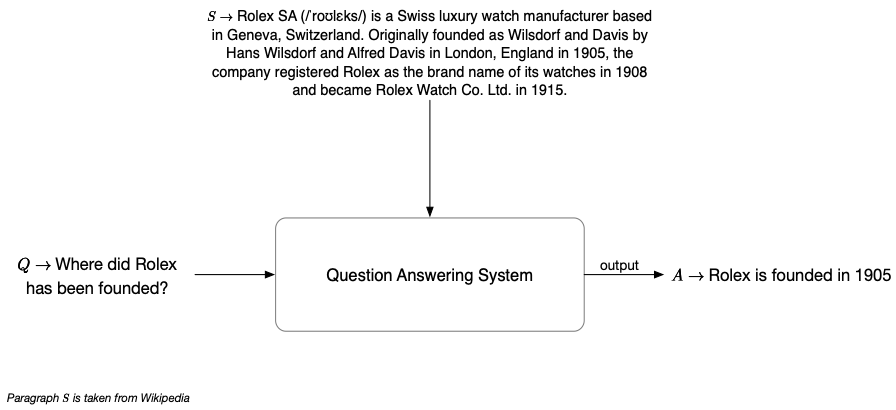 S → Rolex SA (/ˈroʊlɛks/) is a Swiss luxury watch manufacturer based
in Geneva, Switzerland. Originally founded as Wilsdorf and Davis by
Hans Wilsdorf and Alfred Davis in London, England in 1905, the
company registered Rolex as the brand name of its watches in 1908
and became Rolex Watch Co. Ltd. in 1915.
Q → Where did Rolex
has been founded?
Question Answering System
output
A → Rolex is founded in 1905
Paragraph S is taken from Wikipedia